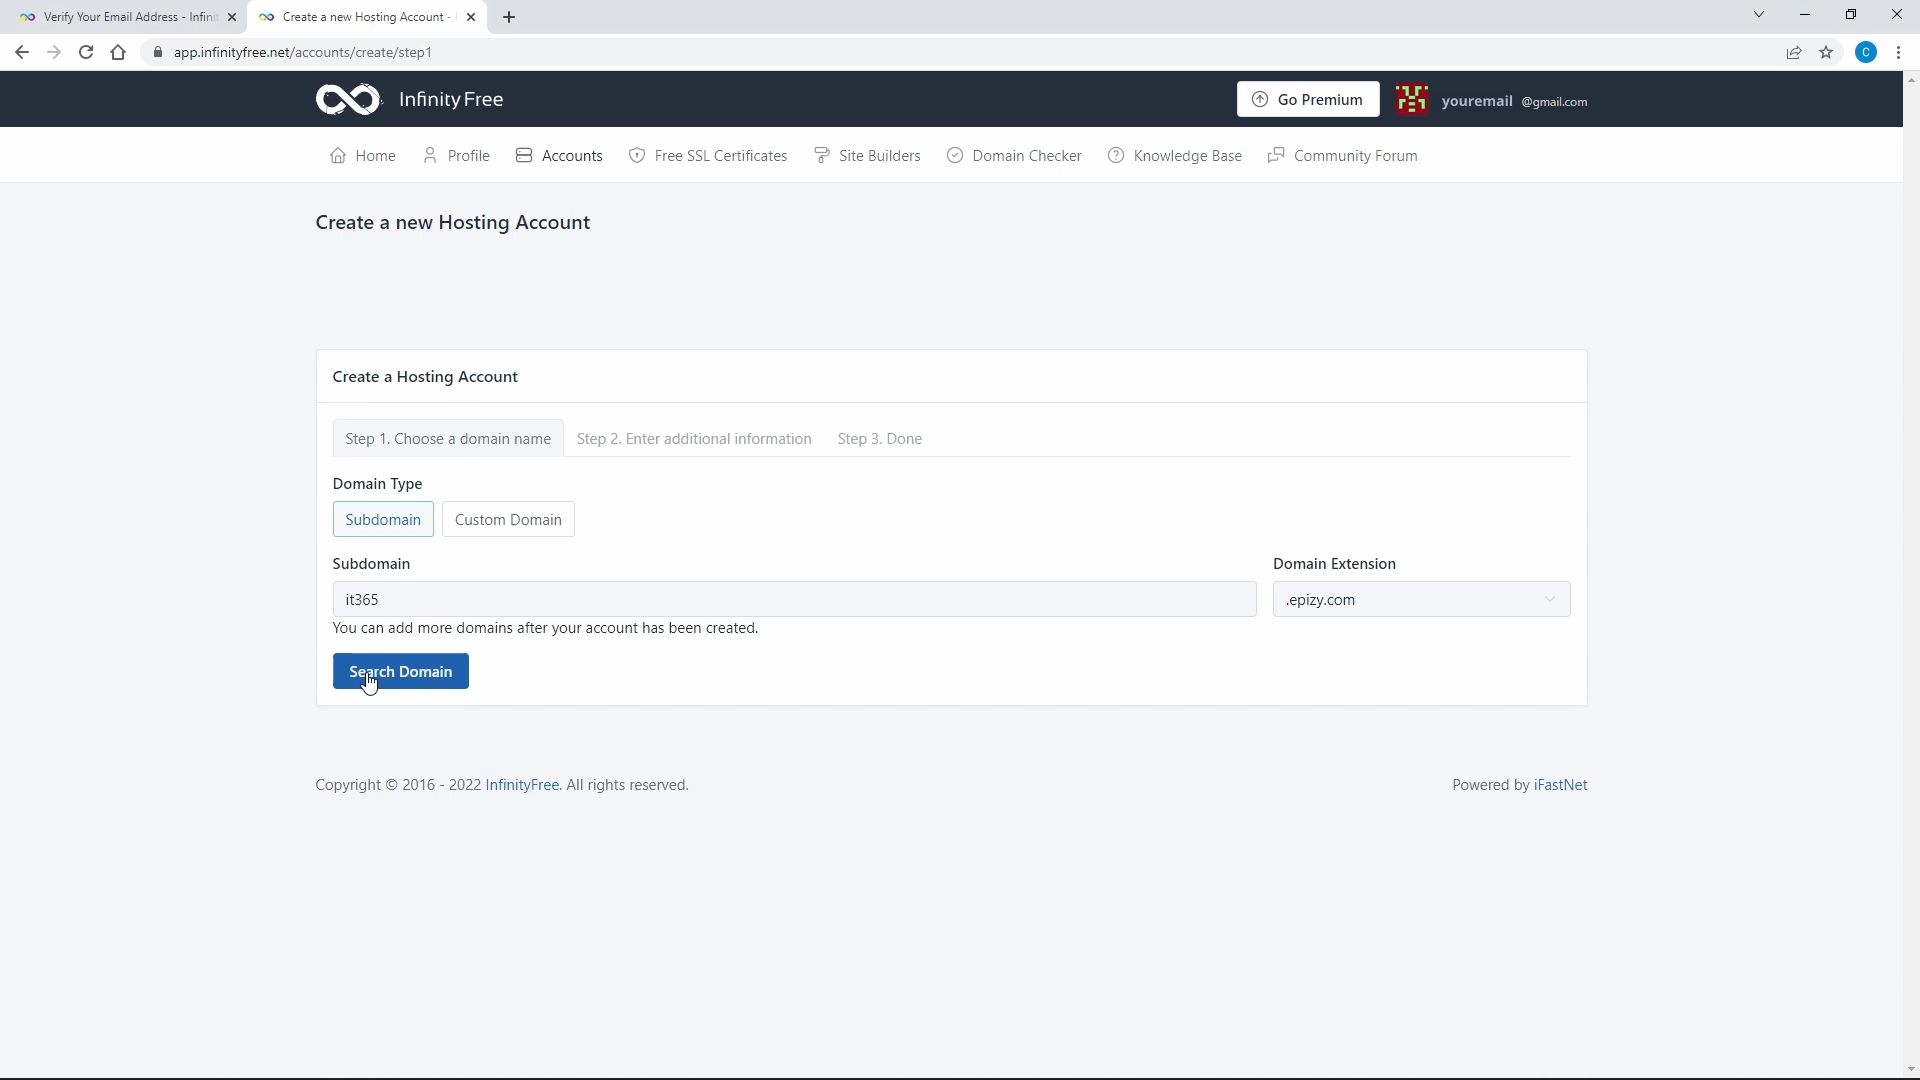 Verify Your Email Address - Infini
Create a new Hosting Account -
app.infinityfree.net/accounts/create/step1
C
Infinity Free
Go Premium
youremail @gmail.com
Home
Profile
Accounts
Free SSL Certificates
Site Builders
Domain Checker
Knowledge Base
Community Forum
Create a new Hosting Account
Create a Hosting Account
Step 1. Choose a domain name
Step 2. Enter additional information
Step 3. Done
Domain Type
Subdomain
Custom Domain
Subdomain
Domain Extension
it365
.epizy.com
You can add more domains after your account has been created.
Search Domain
Copyright © 2016 - 2022 InfinityFree. All rights reserved.
Powered by iFastNet